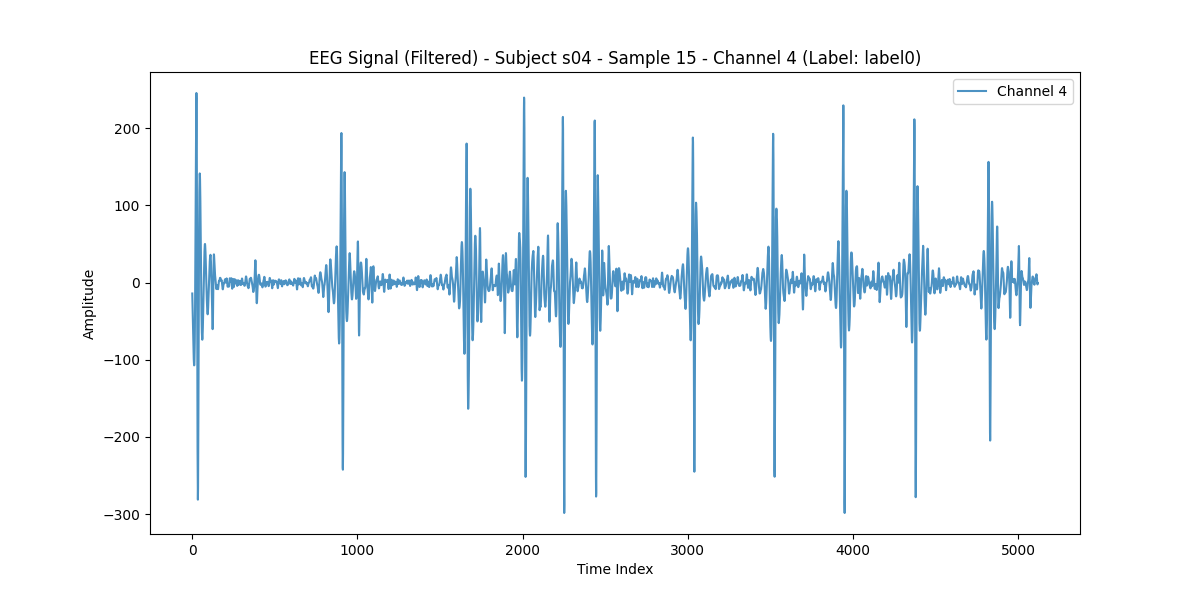 EEG Signal (Filtered) - Subject s04 - Sample 15 - Channel 4 (Label: label0)
Channel 4
200
100
0
−100
−200
−300
Amplitude
0 1000 2000 3000 4000 5000
Time Index